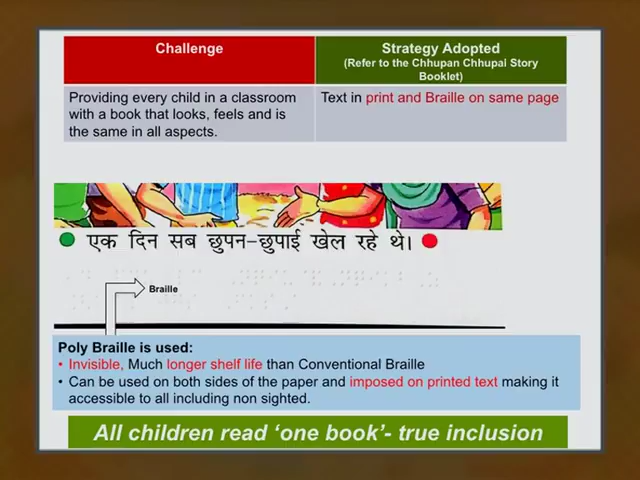 Challenge
Strategy Adopted
(Refer to the Chhupan Chhupai Story
Booklet)
Providing every child in a classroom
with a book that looks, feels and is
the same in all aspects.
Text in print and Braille on same page
एक दिन सब छुपन-छुपाई खेल रहे थे।
Braille
Poly Braille is used:
• Invisible, Much longer shelf life than Conventional Braille
• Can be used on both sides of the paper and imposed on printed text making it
accessible to all including non sighted.
All children read ‘one book’- true inclusion